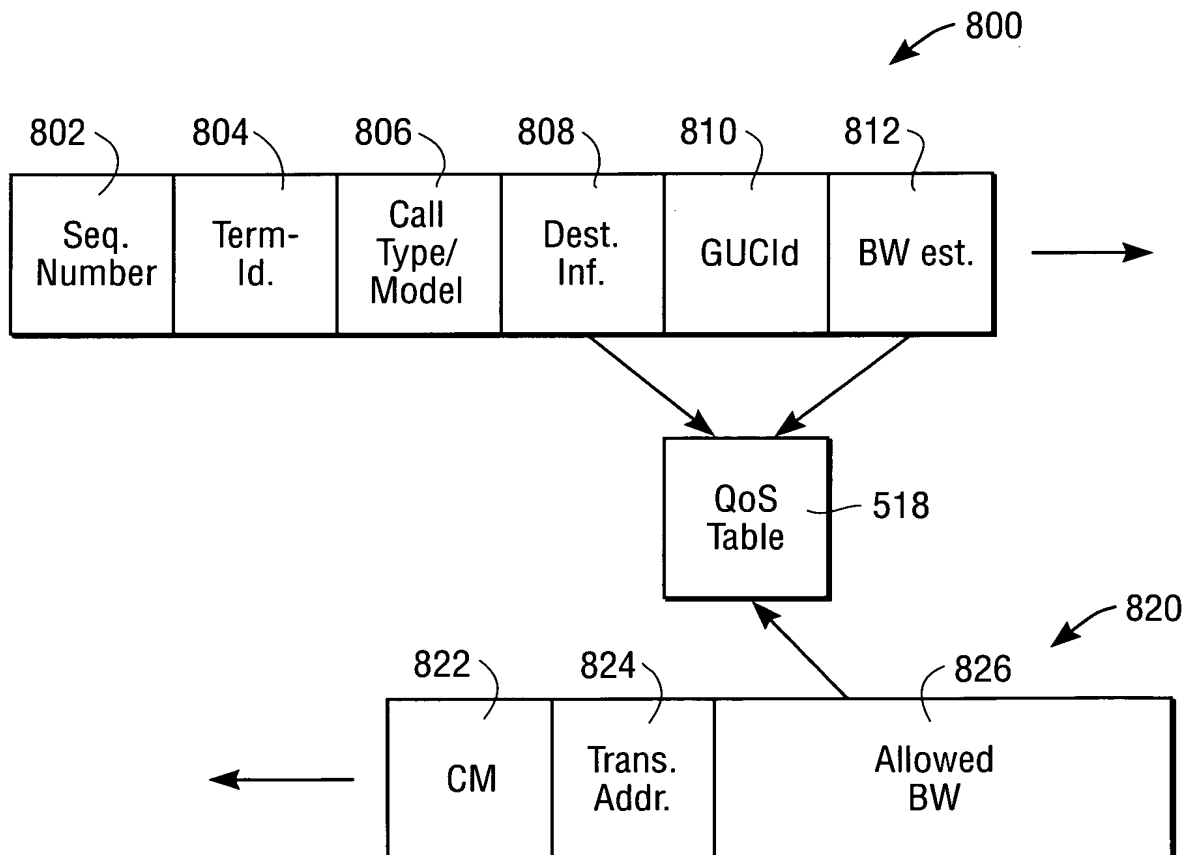 800
802 804 806 808 810 812
Seq.
Number
Term-
Id.
Call
Type/
Model
Dest.
Inf.
GUCId
BW est.
QoS
Table
518
820
822 824 826
CM
Trans.
Addr.
Allowed
BW